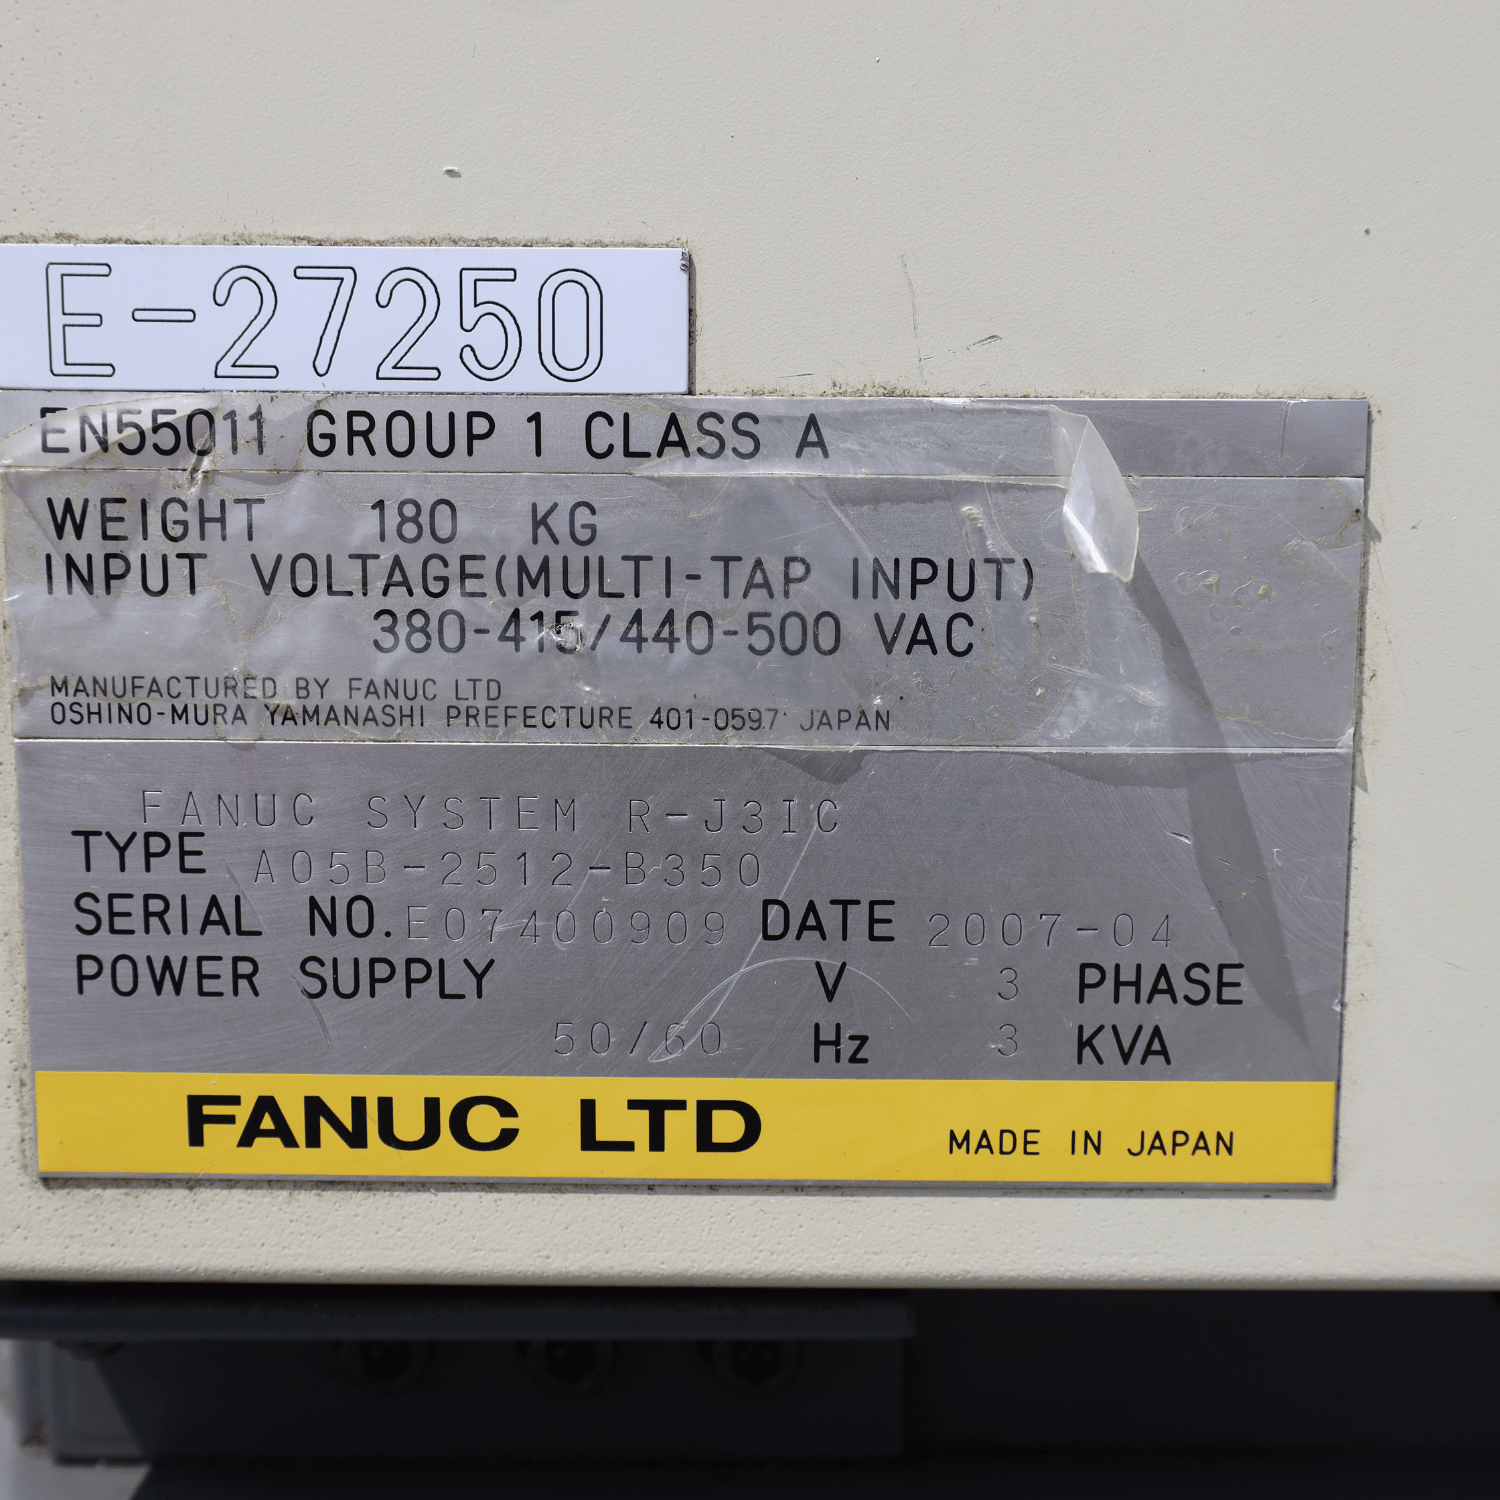 E-27250
EN55011 GROUP 1 CLASS A
WEIGHT 180 KG
INPUT VOLTAGE(MULTI-TAP INPUT)
380-415/440-500 VAC
MANUFACTURED BY FANUC LTD
OSHINO-MURA YAMANASHI PREFECTURE 401-0597 JAPAN
FANUC SYSTEM R-J3IC
TYPE A05B-2512-B350
SERIAL NO. E07400909 DATE 2007-04
POWER SUPPLY V 3 PHASE
50/60 Hz 3 KVA
FANUC LTD MADE IN JAPAN